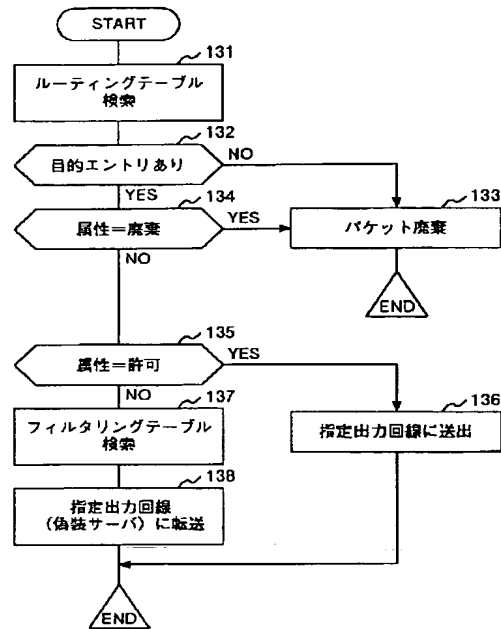 START
131
ルーティングテーブル
検索
132
目的エントリあり
NO
YES
134
属性=廃棄
YES
133
パケット廃棄
NO
END
135
属性=許可
YES
NO
137
136
フィルタリングテーブル
検索
指定出力回線に送出
138
指定出力回線
(偽装サーバ)に転送
END